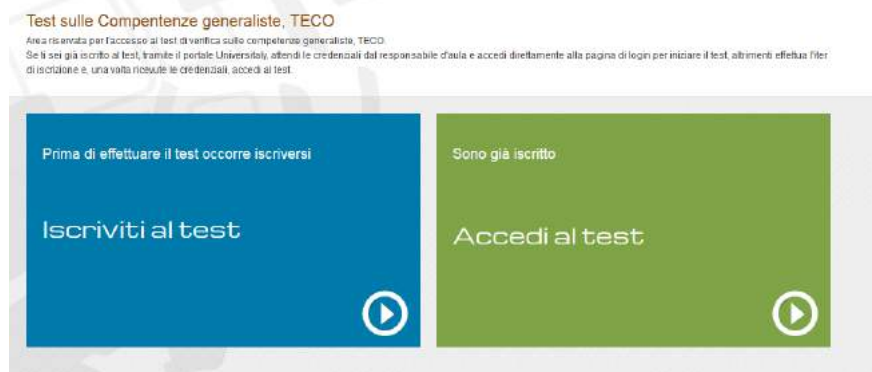 Test sulle Compentenze generaliste, TECO
Area riservata per l'accesso ai test di verifica sulle competenze generaliste, TECO.
Se ti sei già iscritto al test, tramite il portale Universitaly, attendi le credenziali dal responsabile d'aula e accedi direttamente alla pagina di login per iniziare il test, altrimenti effettua l'iter
di iscrizione e, una volta ricevute le credenziali, accedi al test.
Prima di effettuare il test occorre iscriversi
Iscriviti al test
Sono già iscritto
Accedi al test